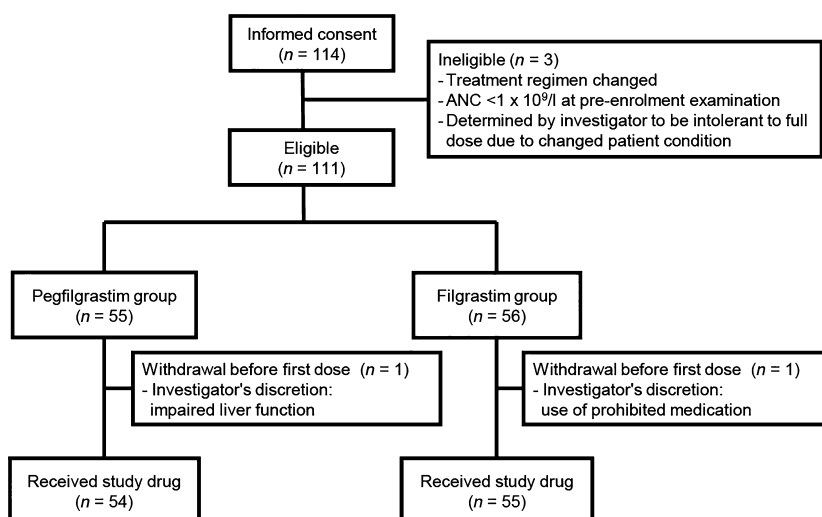 Informed consent
(n = 114)
Ineligible (n = 3)
- Treatment regimen changed
- ANC <1 x 10⁹/l at pre-enrolment examination
- Determined by investigator to be intolerant to full
dose due to changed patient condition
Eligible
(n = 111)
Pegfilgrastim group
(n = 55)
Filgrastim group
(n = 56)
Withdrawal before first dose (n = 1)
- Investigator's discretion:
impaired liver function
Withdrawal before first dose (n = 1)
- Investigator's discretion:
use of prohibited medication
Received study drug
(n = 54)
Received study drug
(n = 55)